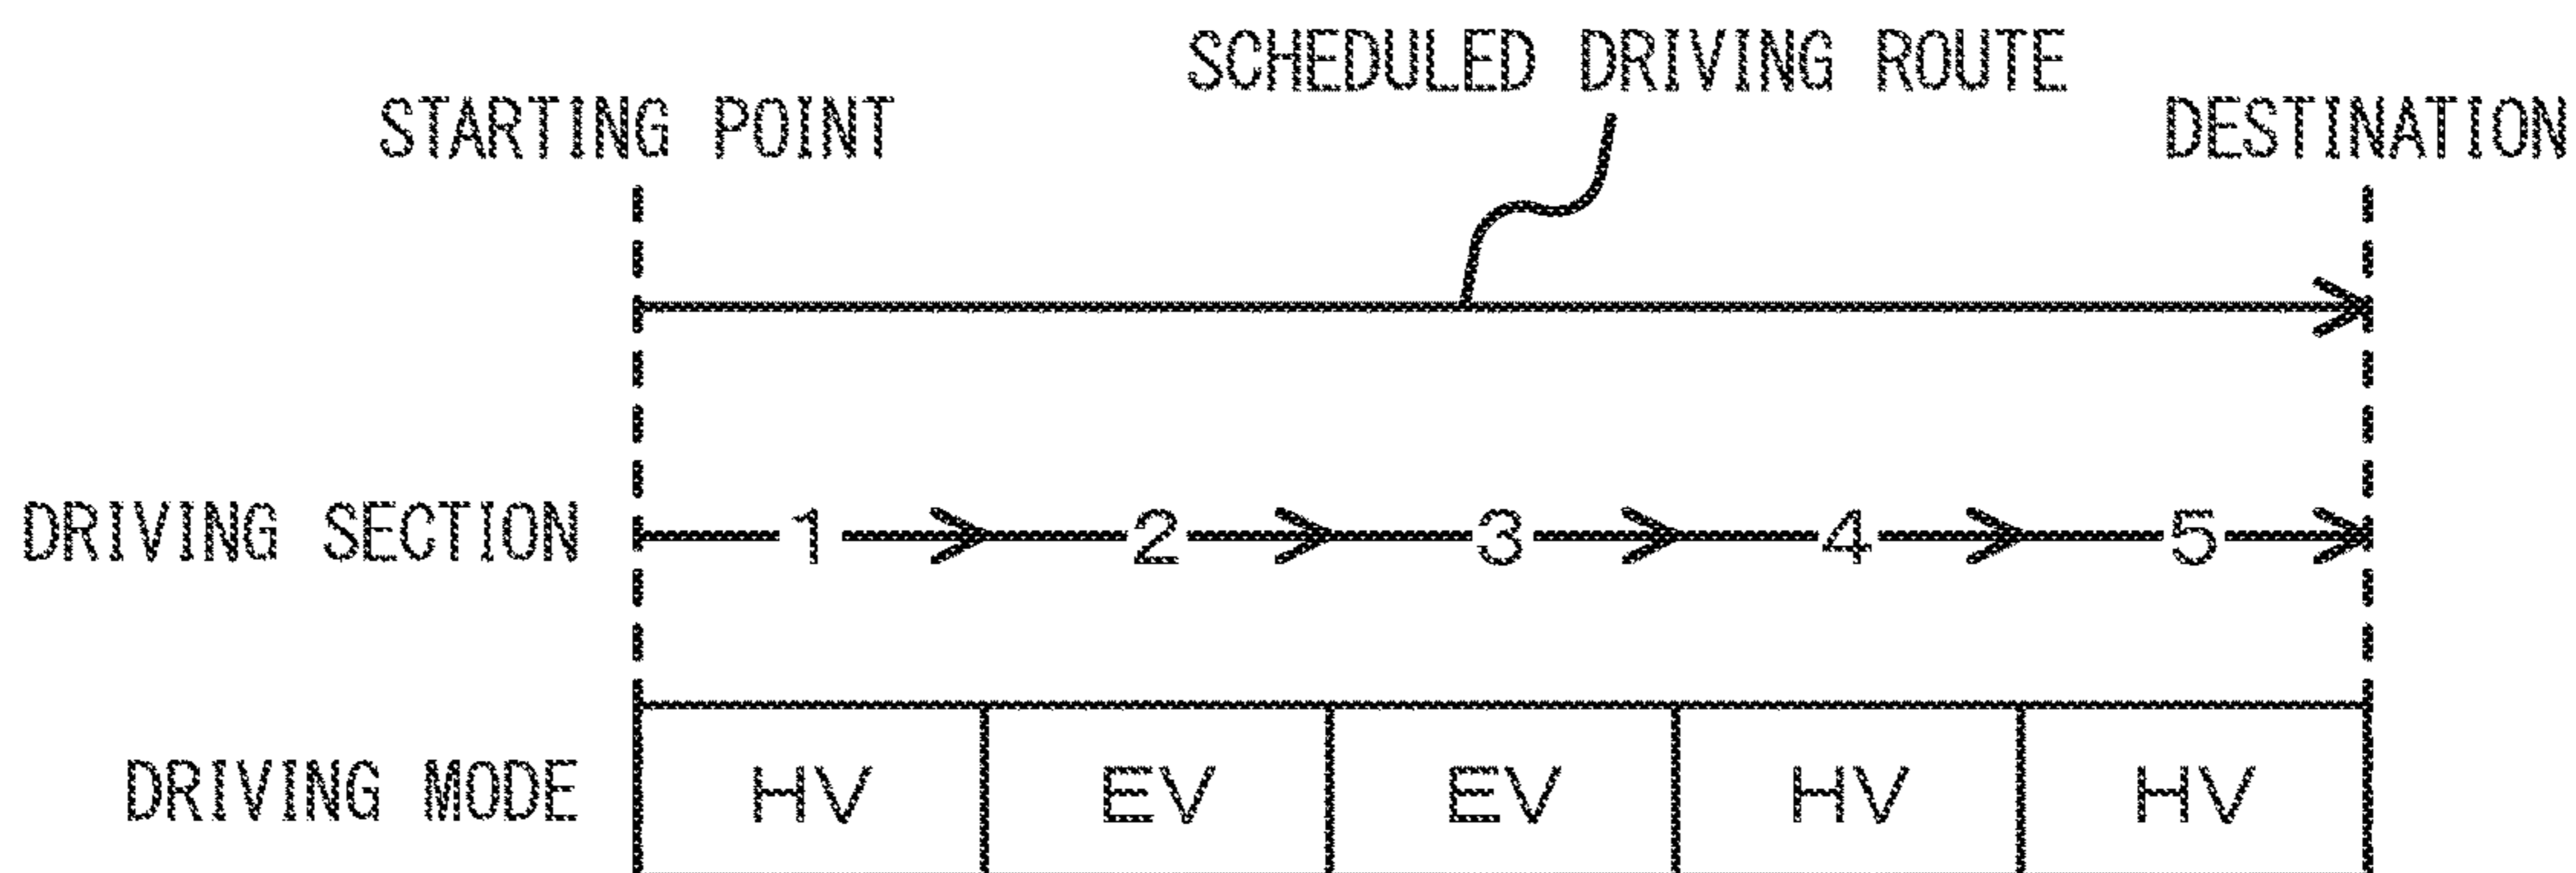 SCHEDULED DRIVING ROUTE
STARTING POINT
DESTINATION
DRIVING SECTION 1 2 3 4 5
DRIVING MODE HV EV EV HV HV